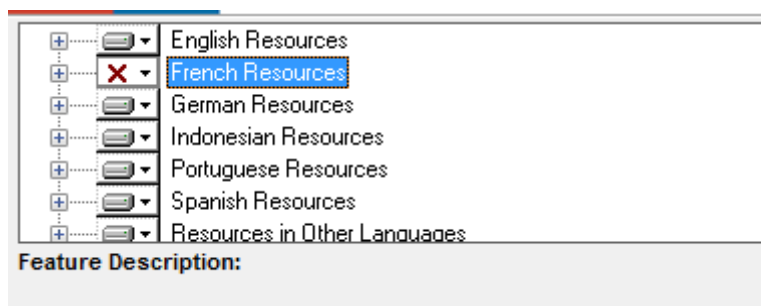 English Resources
French Resources
German Resources
Indonesian Resources
Portuguese Resources
Spanish Resources
Resources in Other Languages
Feature Description: